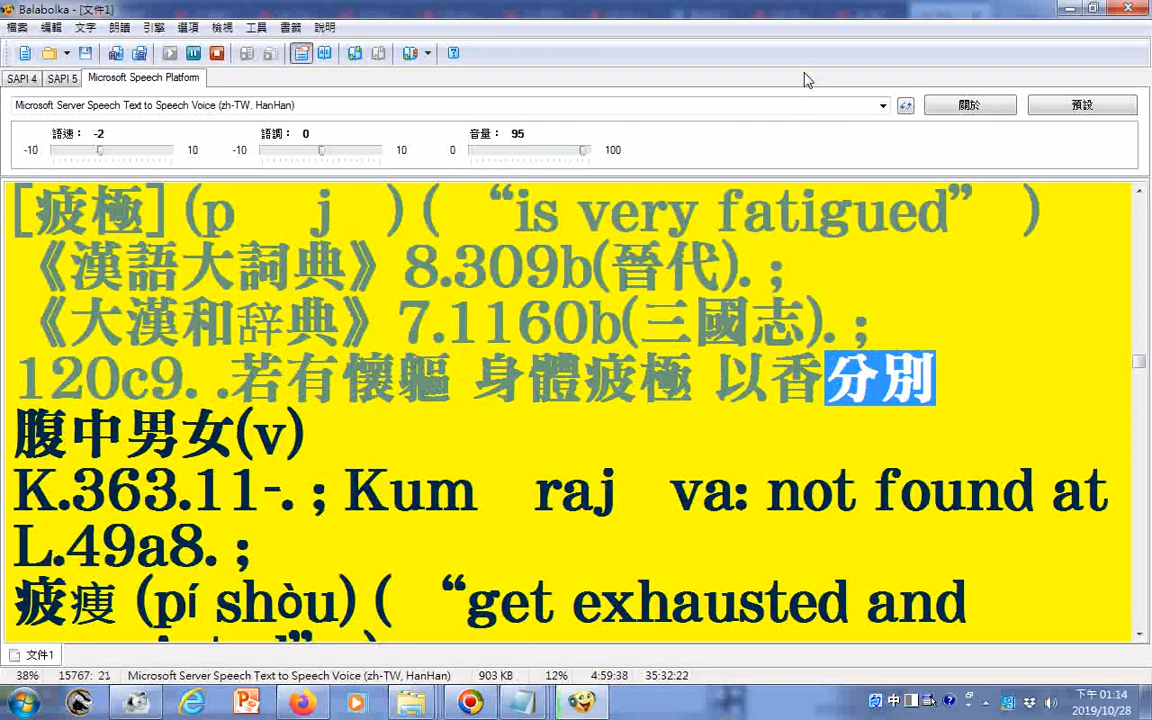 Balabolka - [文件1]
檔案 編輯 文字 朗讀 引擎 選項 檢視 工具 書籤 說明
SAPI 4 SAPI 5 Microsoft Speech Platform
Microsoft Server Speech Text to Speech Voice (zh-TW, HanHan) 關於 預設
語速： -2 語調： 0 音量： 95
-10 10 -10 10 0 100
[疲極] (p j ) ( “is very fatigued” )
《漢語大詞典》 8.309b(晉代). ;
《大漢和辞典》 7.1160b(三國志). ;
120c9. .若有懷軀 身體疲極 以香分別
腹中男女(v)
K.363.11-. ; Kum raj va: not found at
L.49a8. ;
疲瘦 (pí shòu) ( “get exhausted and
文件1
38% 15767: 21 Microsoft Server Speech Text to Speech Voice (zh-TW, HanHan) 903 KB 12% 4:59:38 35:32:22
中 下午 01:14
2019/10/28